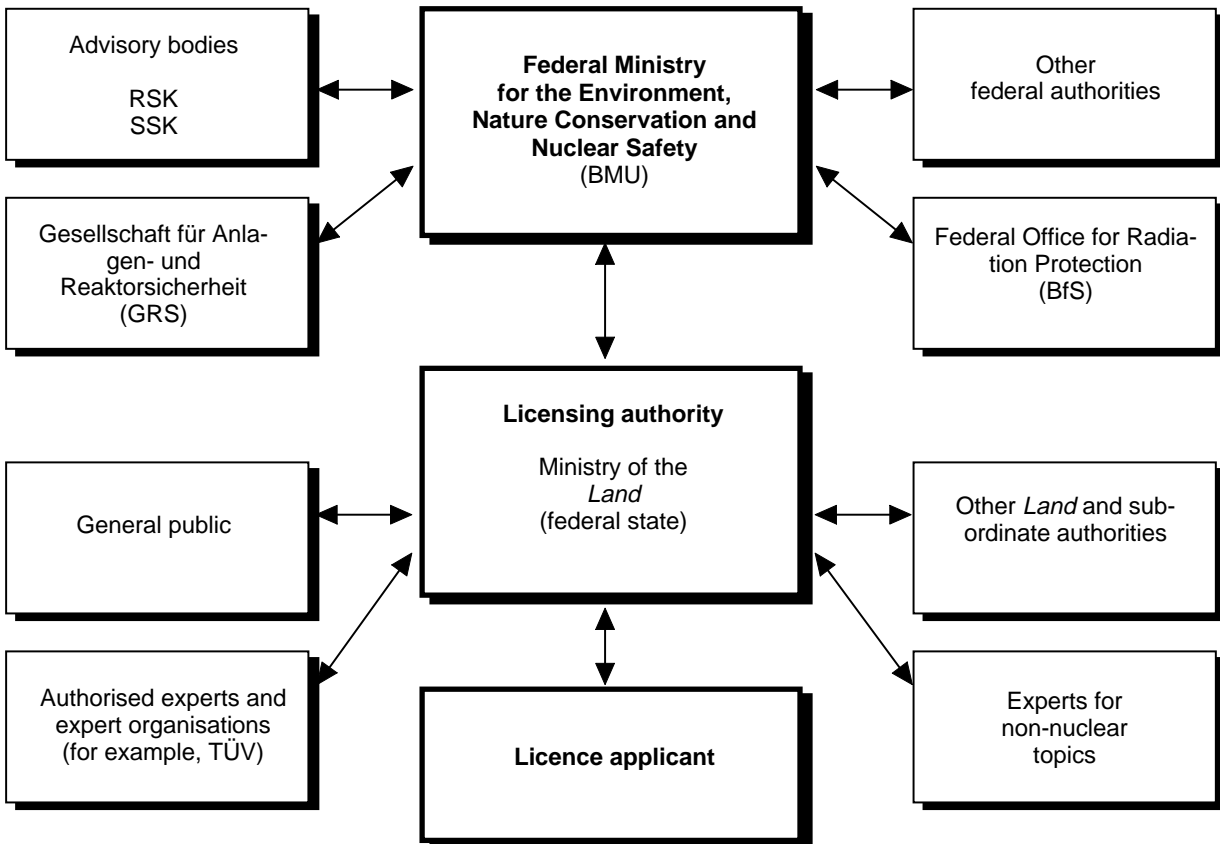 Advisory bodies
RSK
SSK
Federal Ministry
for the Environment,
Nature Conservation and
Nuclear Safety
(BMU)
Other
federal authorities
Gesellschaft für Anla-
gen- und
Reaktorsicherheit
(GRS)
Federal Office for Radia-
tion Protection
(BfS)
Licensing authority
Ministry of the
Land
(federal state)
General public
Other Land and sub-
ordinate authorities
Authorised experts and
expert organisations
(for example, TÜV)
Licence applicant
Experts for
non-nuclear
topics